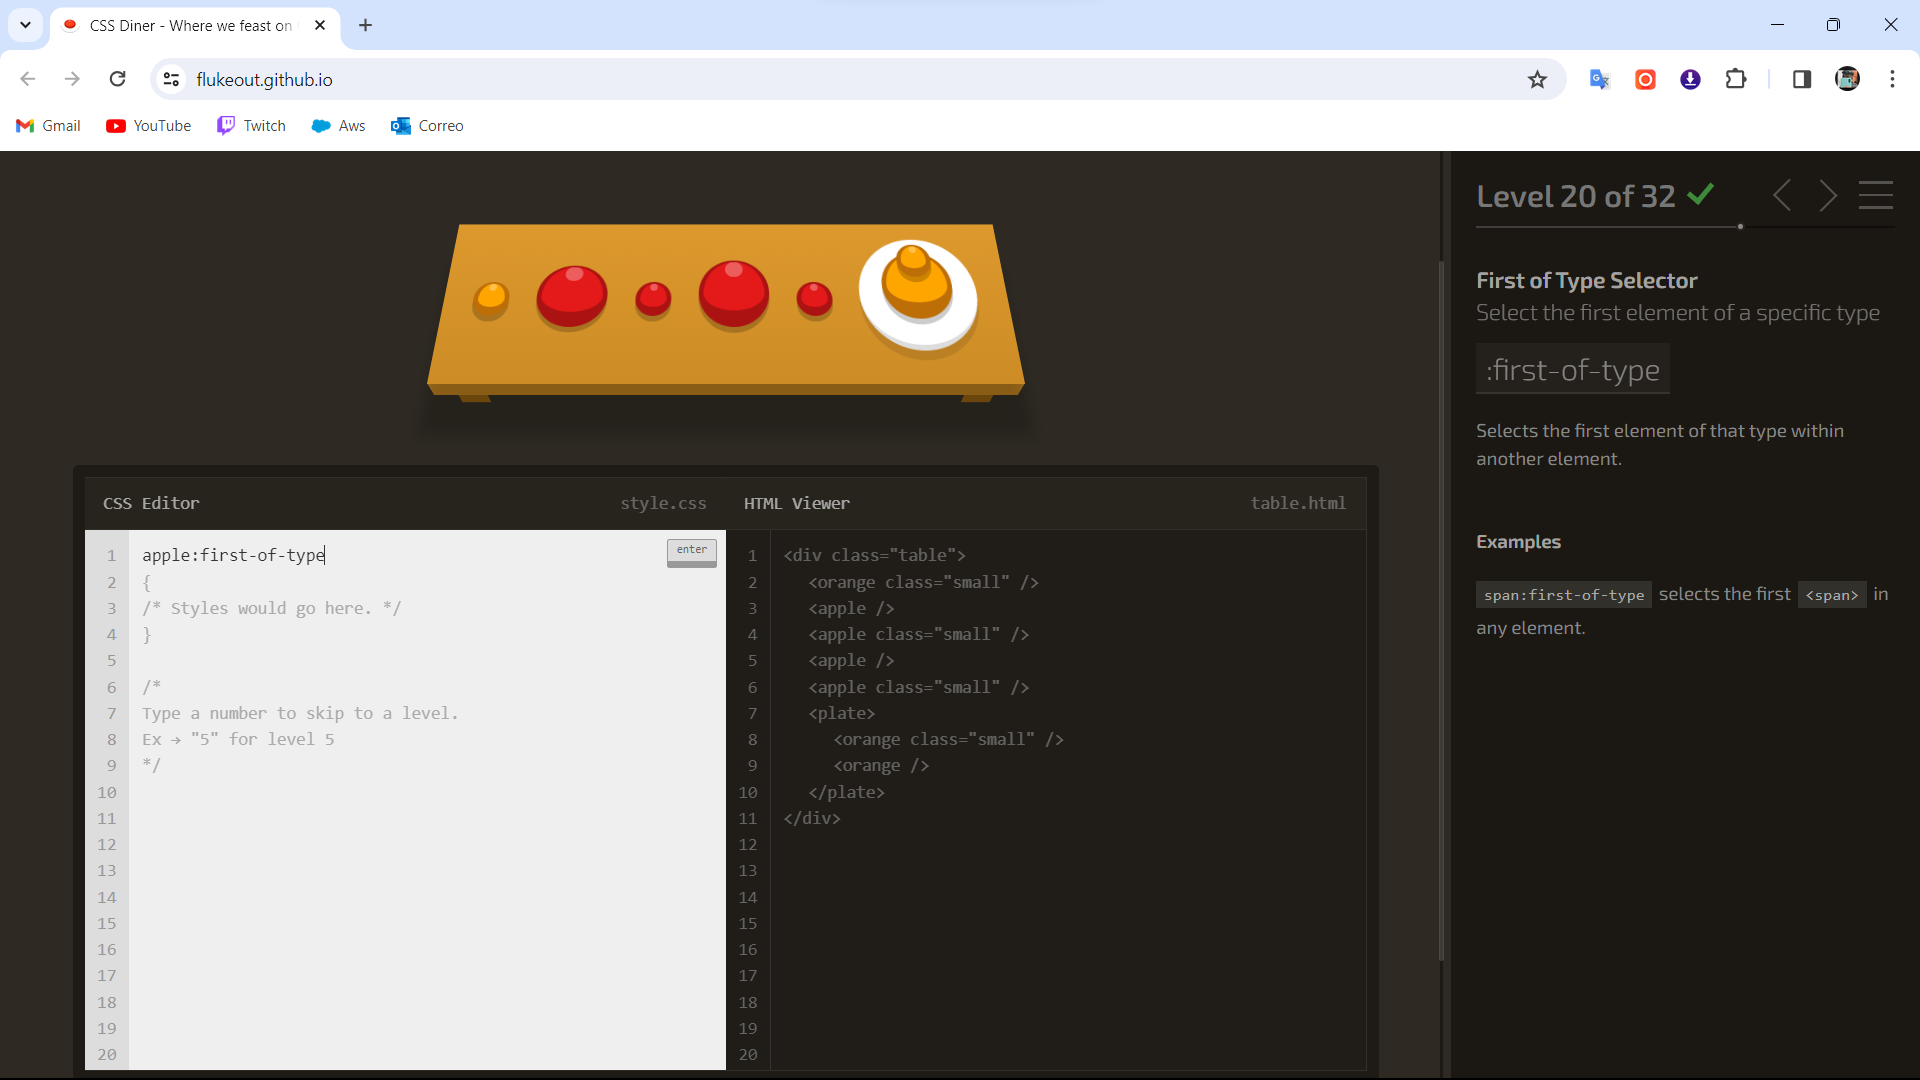 CSS Diner - Where we feast on
flukeout.github.io
Gmail
YouTube
Twitch
Aws
Correo
Level 20 of 32
First of Type Selector
Select the first element of a specific type
:first-of-type
Selects the first element of that type within
another element.
Examples
span:first-of-type selects the first <span> in
any element.
CSS Editor
style.css
1 apple:first-of-type
enter
2 {
3 /* Styles would go here. */
4 }
5
6 /*
7 Type a number to skip to a level.
8 Ex → "5" for level 5
9 */
10
11
12
13
14
15
16
17
18
19
20
HTML Viewer
table.html
1 <div class="table">
2 <orange class="small" />
3 <apple />
4 <apple class="small" />
5 <apple />
6 <apple class="small" />
7 <plate>
8 <orange class="small" />
9 <orange />
10 </plate>
11 </div>
12
13
14
15
16
17
18
19
20